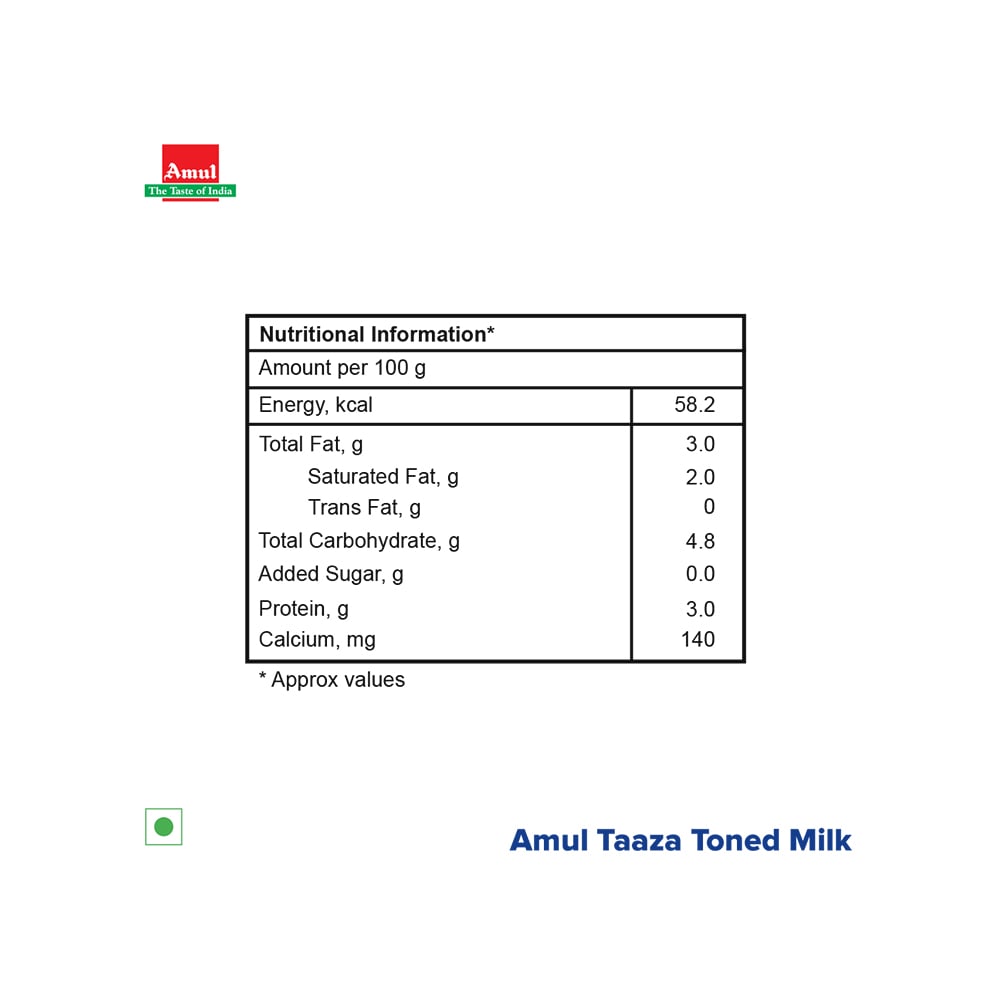 Amul
The Taste of India
Nutritional Information*
Amount per 100 g
Energy, kcal 58.2
Total Fat, g 3.0
Saturated Fat, g 2.0
Trans Fat, g 0
Total Carbohydrate, g 4.8
Added Sugar, g 0.0
Protein, g 3.0
Calcium, mg 140
* Approx values
Amul Taaza Toned Milk